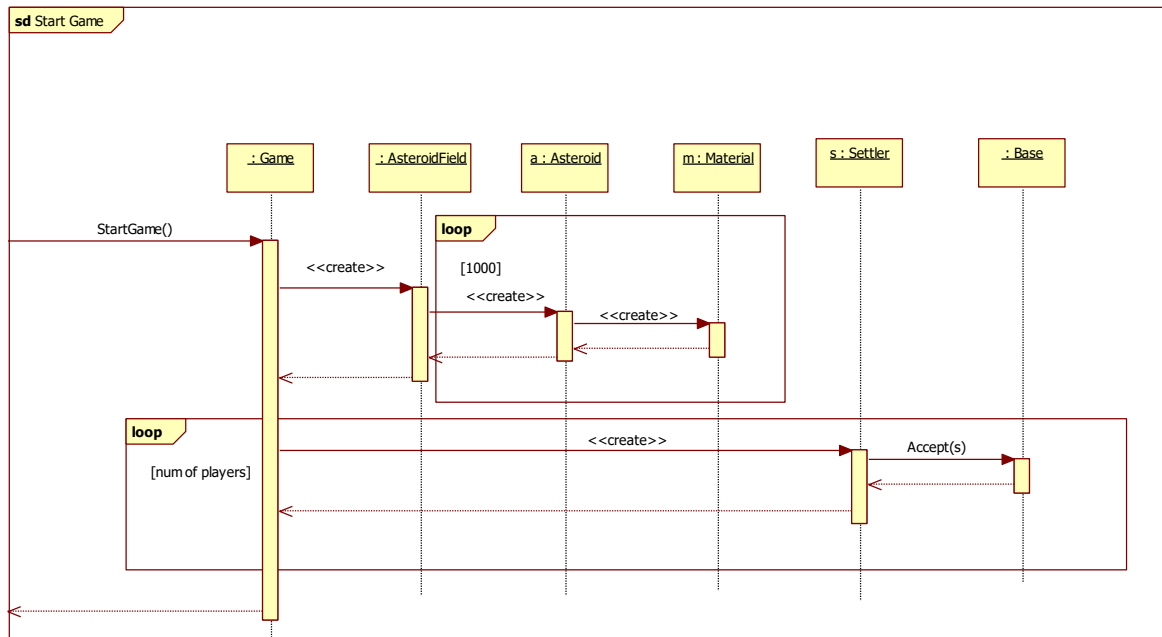 sd Start Game
: Game
: AsteroidField
a : Asteroid
m : Material
s : Settler
: Base
StartGame()
loop
[1000]
<<create>>
<<create>>
<<create>>
loop
[num of players]
<<create>>
Accept(s)